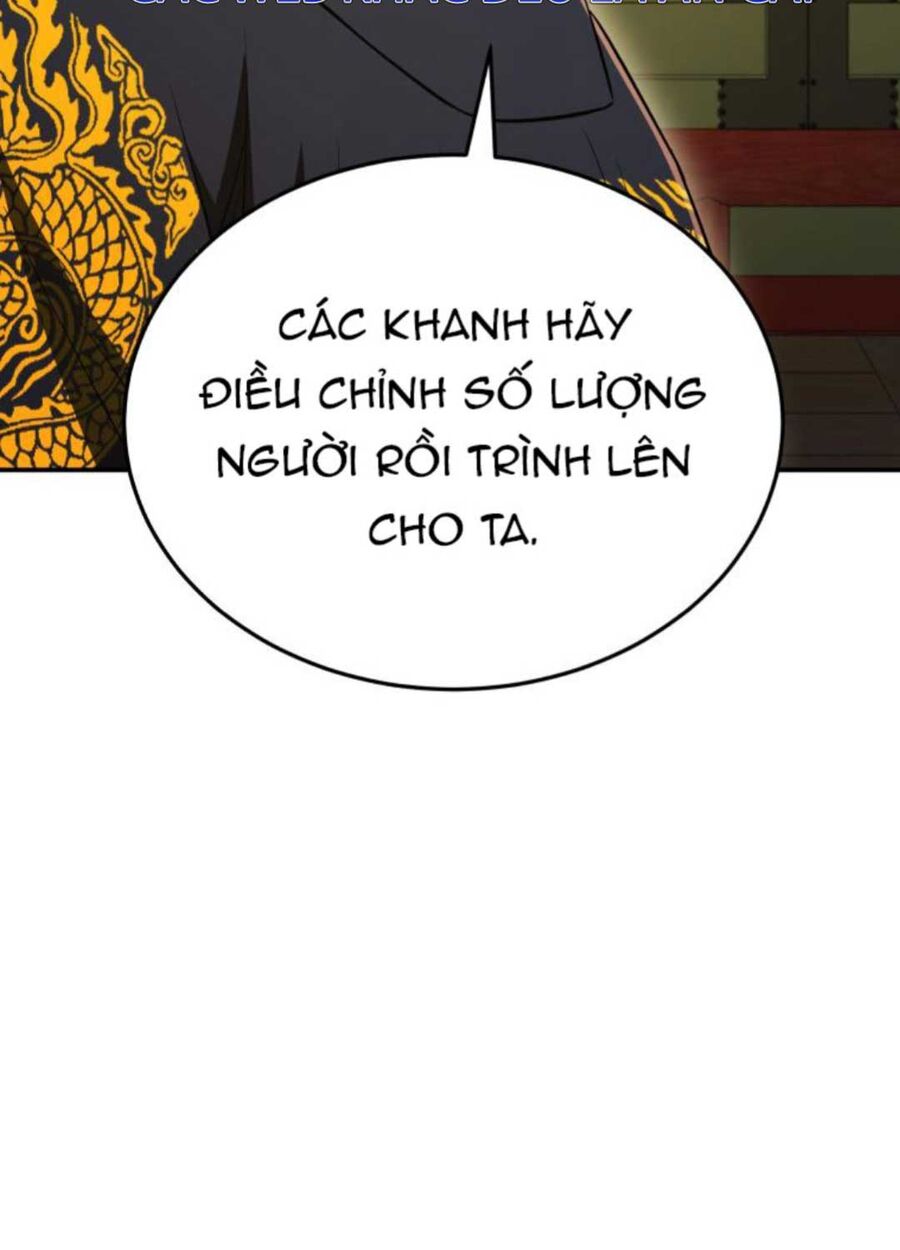 CÁC KHANH HÃY
ĐIỀU CHỈNH SỐ LƯỢNG
NGƯỜI RỒI TRÌNH LÊN
CHO TA.